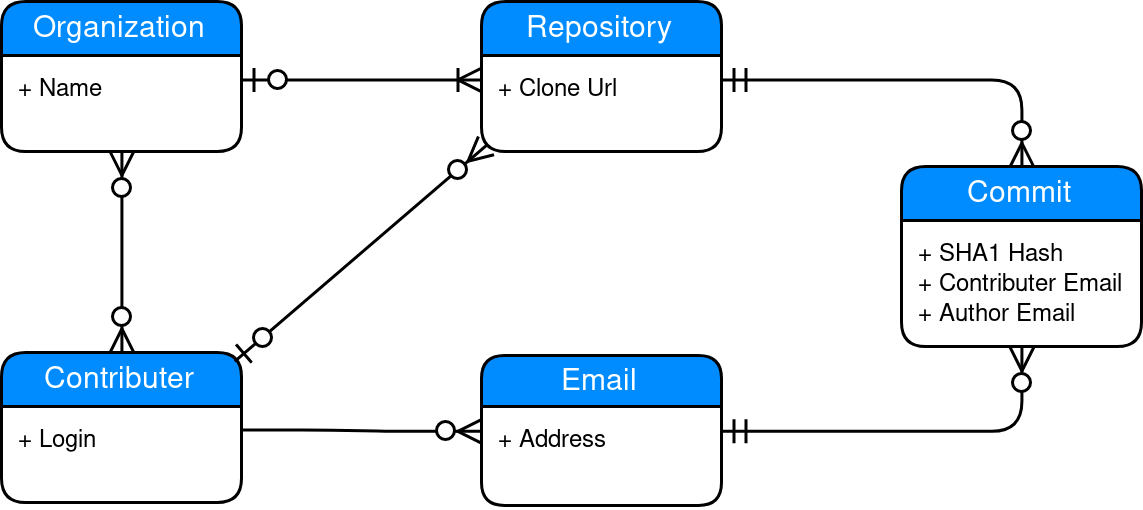 Organization
+ Name
Repository
+ Clone Url
Commit
+ SHA1 Hash
+ Contributer Email
+ Author Email
Contributer
+ Login
Email
+ Address